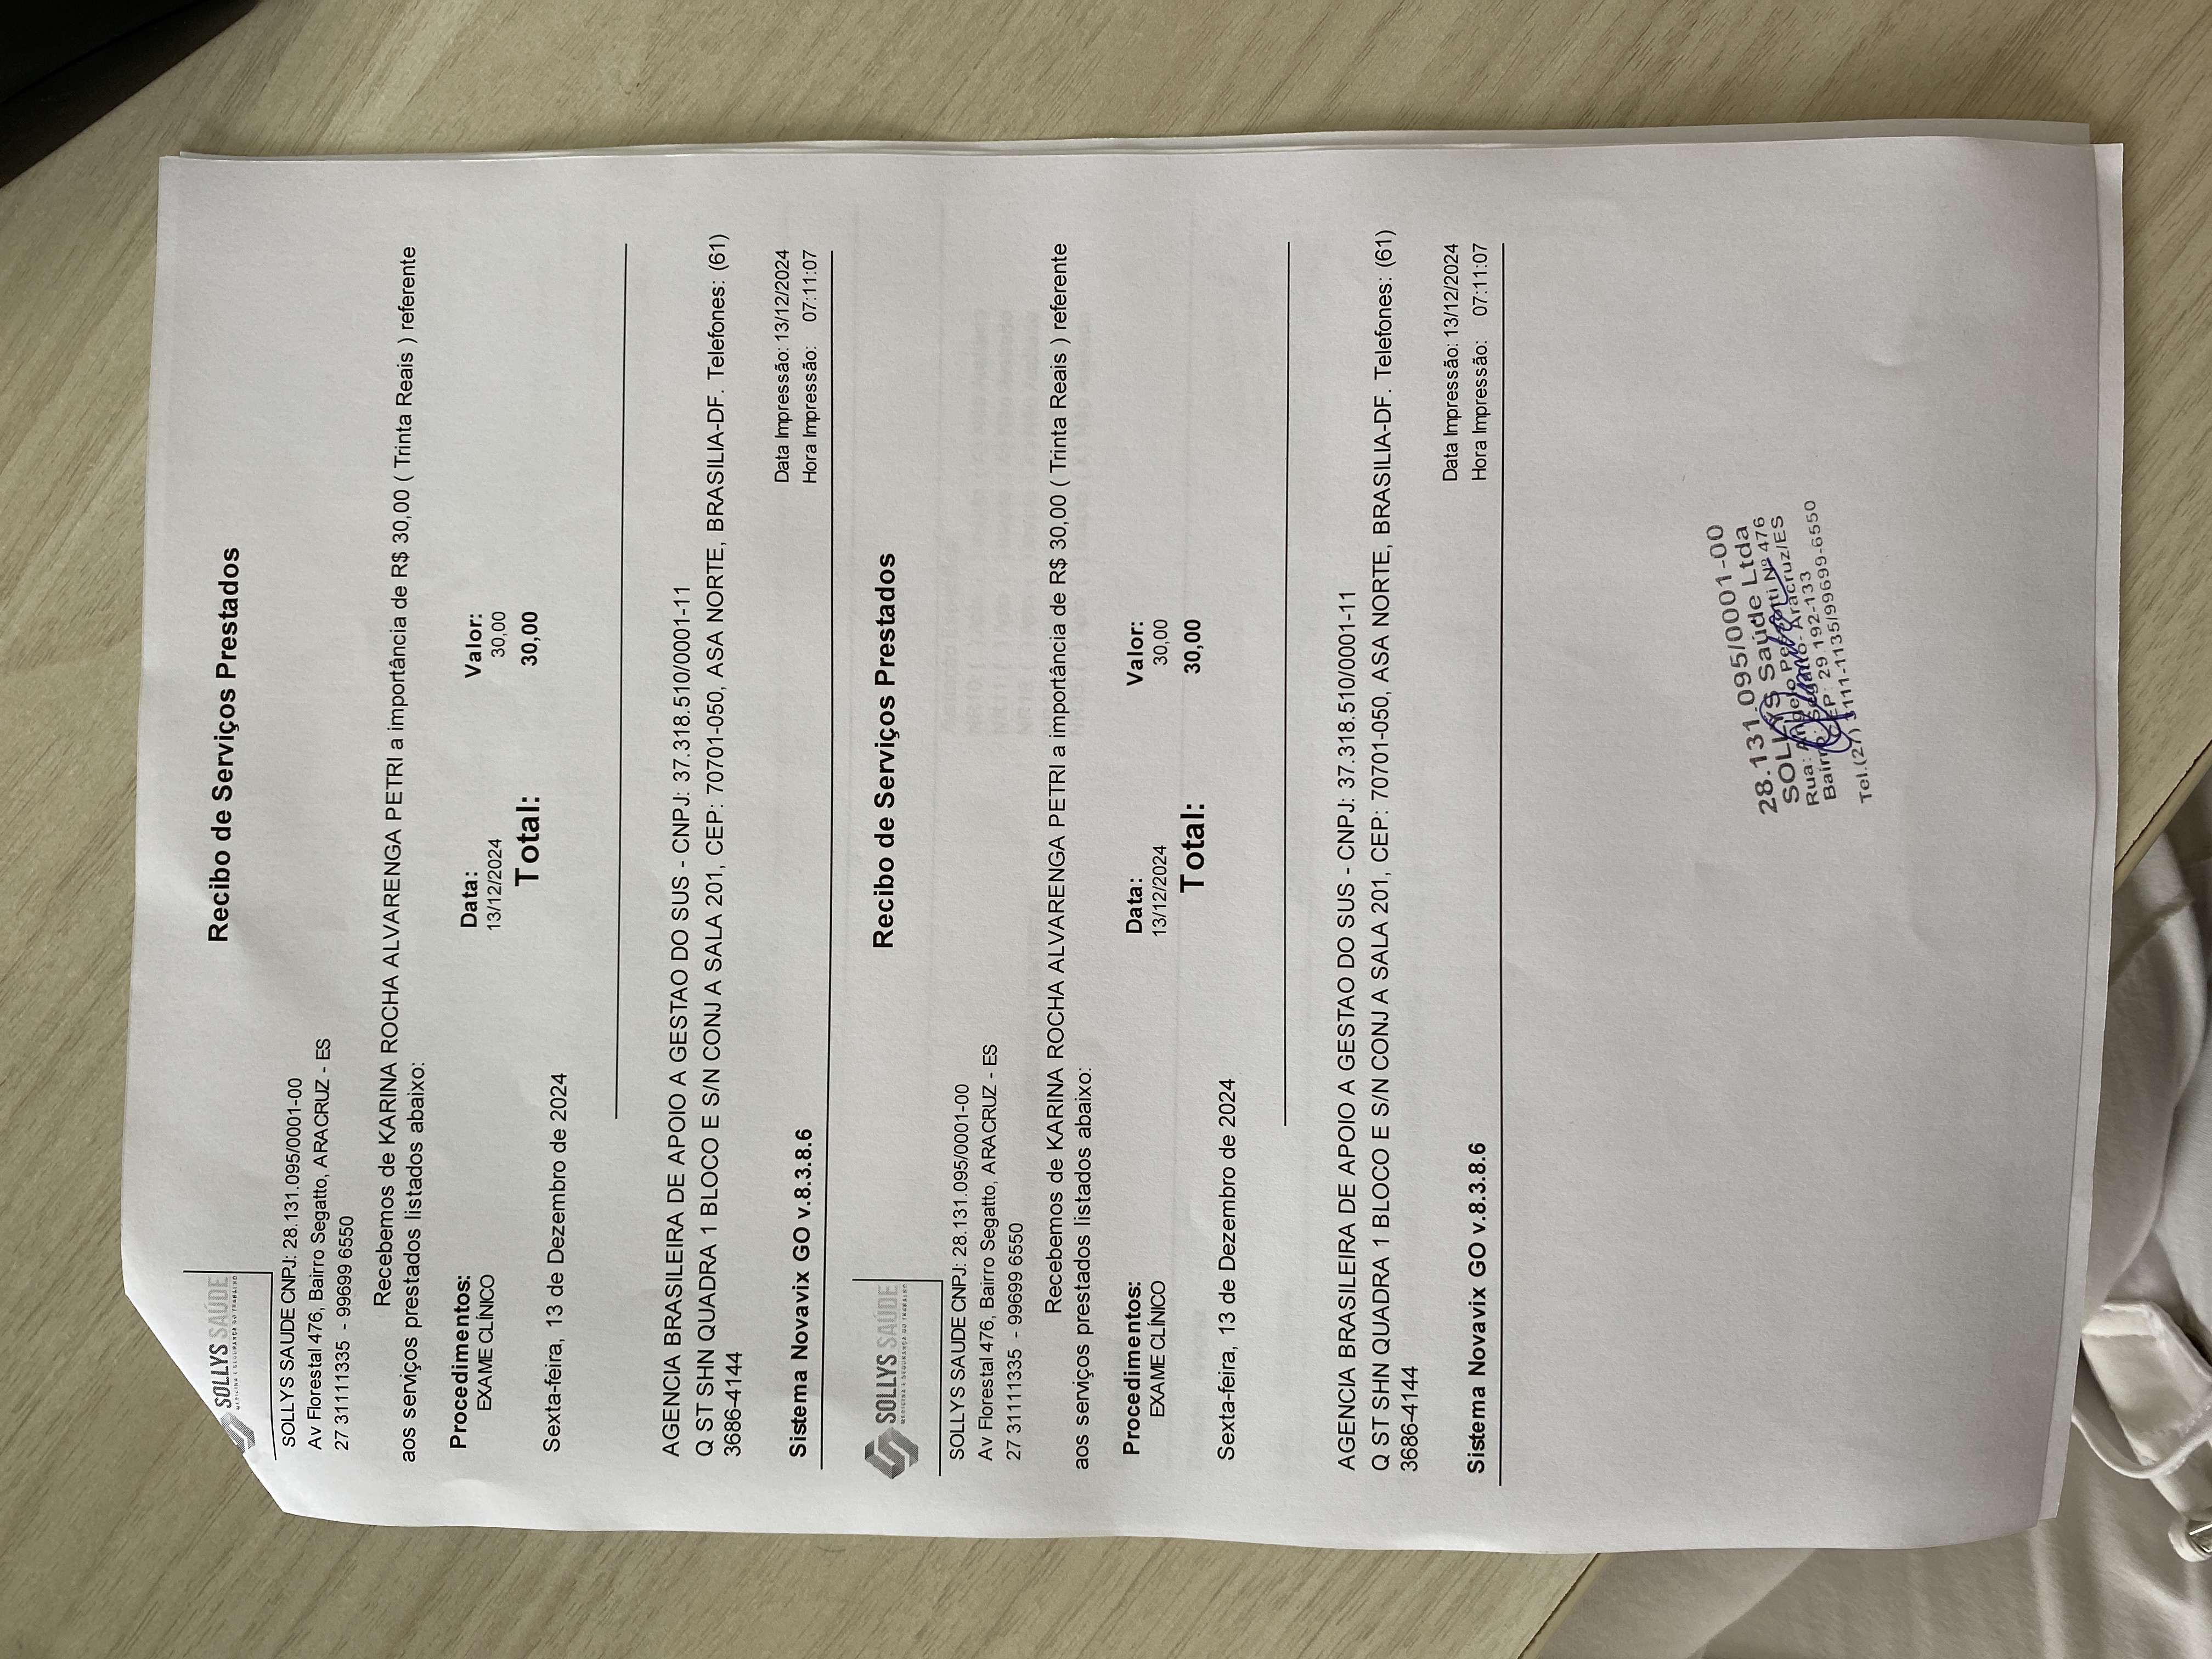 SOLLYS SAÚDE
MEDICINA E SEGURANÇA DO TRABALHO
Recibo de Serviços Prestados
SOLLYS SAUDE CNPJ: 28.131.095/0001-00
Av Florestal 476, Bairro Segatto, ARACRUZ - ES
27 31111335 - 99699 6550
Recebemos de KARINA ROCHA ALVARENGA PETRI a importância de R$ 30,00 ( Trinta Reais ) referente
aos serviços prestados listados abaixo:
Procedimentos: Data: Valor:
EXAME CLÍNICO 13/12/2024 30,00
Total: 30,00
Sexta-feira, 13 de Dezembro de 2024
AGENCIA BRASILEIRA DE APOIO A GESTAO DO SUS - CNPJ: 37.318.510/0001-11
Q ST SHN QUADRA 1 BLOCO E S/N CONJ A SALA 201, CEP: 70701-050, ASA NORTE, BRASILIA-DF. Telefones: (61)
3686-4144
Data Impressão: 13/12/2024
Sistema Novavix GO v.8.3.8.6
Hora Impressão: 07:11:07
SOLLYS SAÚDE
MEDICINA E SEGURANÇA DO TRABALHO
Recibo de Serviços Prestados
SOLLYS SAUDE CNPJ: 28.131.095/0001-00
Av Florestal 476, Bairro Segatto, ARACRUZ - ES
27 31111335 - 99699 6550
Recebemos de KARINA ROCHA ALVARENGA PETRI a importância de R$ 30,00 ( Trinta Reais ) referente
aos serviços prestados listados abaixo:
Procedimentos: Data: Valor:
EXAME CLÍNICO 13/12/2024 30,00
Total: 30,00
Sexta-feira, 13 de Dezembro de 2024
AGENCIA BRASILEIRA DE APOIO A GESTAO DO SUS - CNPJ: 37.318.510/0001-11
Q ST SHN QUADRA 1 BLOCO E S/N CONJ A SALA 201, CEP: 70701-050, ASA NORTE, BRASILIA-DF. Telefones: (61)
3686-4144
Data Impressão: 13/12/2024
Sistema Novavix GO v.8.3.8.6
Hora Impressão: 07:11:07
28.131.095/0001-00
SOLLYS Saúde Ltda
Rua: Angelo Pessotti Nº 476
Bairro: Segatto- Aracruz/ES
CEP: 29.192-133
Tel.(27) 3111-1135/99699-6550